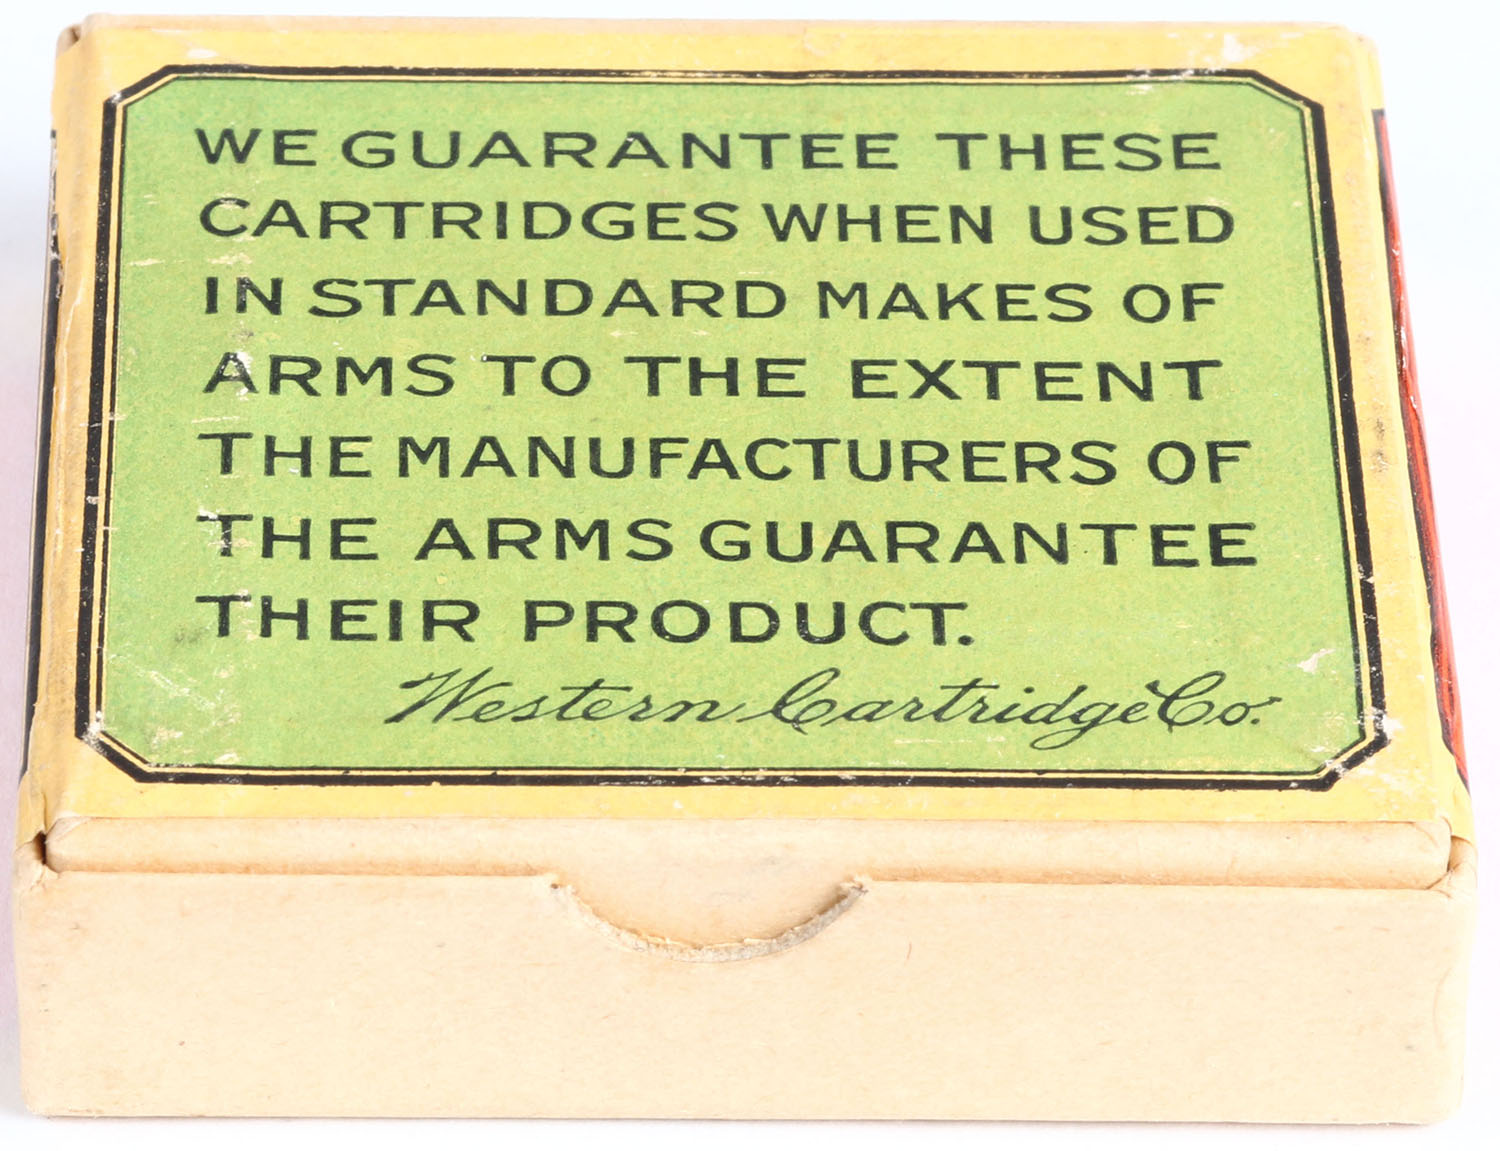 WE GUARANTEE THESE
CARTRIDGES WHEN USED
IN STANDARD MAKES OF
ARMS TO THE EXTENT
THE MANUFACTURERS OF
THE ARMS GUARANTEE
THEIR PRODUCT.
Western Cartridge Co.